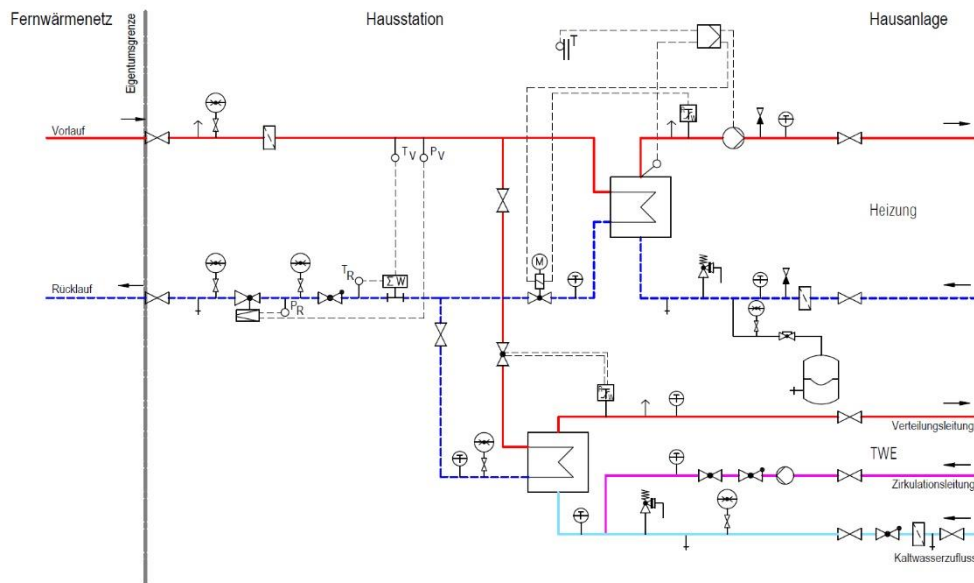 Fernwärmenetz
Hausstation
Hausanlage
Eigentumsgrenze
T
Vorlauf
T V
P V
M
Heizung
Rücklauf
T R
Σ W
P R
Verteilungsleitung
TWE
Zirkulationsleitung
Kaltwasserzufluss